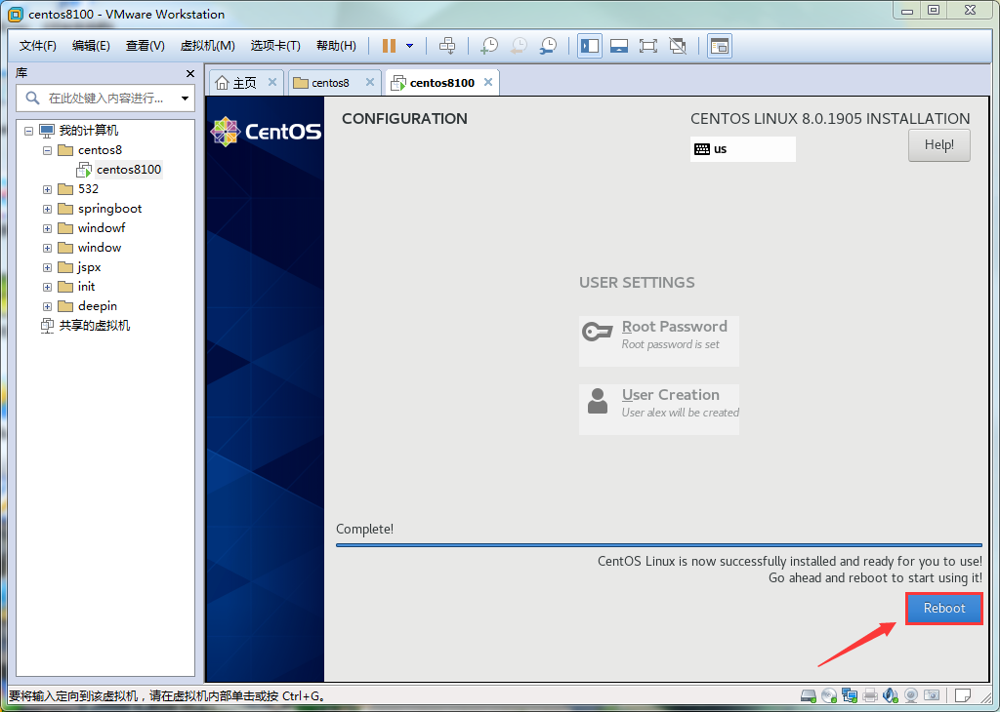 centos8100 - VMware Workstation
文件(F) 编辑(E) 查看(V) 虚拟机(M) 选项卡(T) 帮助(H)
库
在此处键入内容进行...
我的计算机
centos8
centos8100
532
springboot
windowf
window
jspx
init
deepin
共享的虚拟机
主页 centos8 centos8100
CentOS
CONFIGURATION
CENTOS LINUX 8.0.1905 INSTALLATION
us
Help!
USER SETTINGS
Root Password
Root password is set
User Creation
User alex will be created
Complete!
CentOS Linux is now successfully installed and ready for you to use!
Go ahead and reboot to start using it!
Reboot
要将输入定向到该虚拟机，请在虚拟机内部单击或按 Ctrl+G。